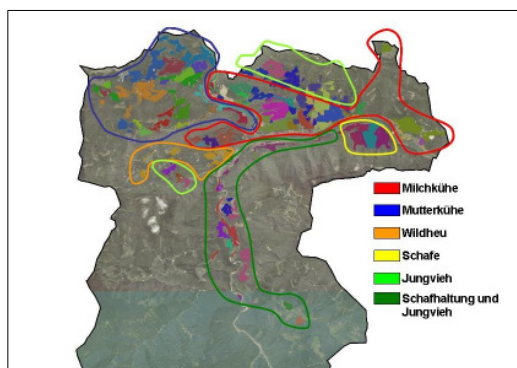 Milchkühe
Mutterkühe
Wildheu
Schafe
Jungvieh
Schafhaltung und
Jungvieh